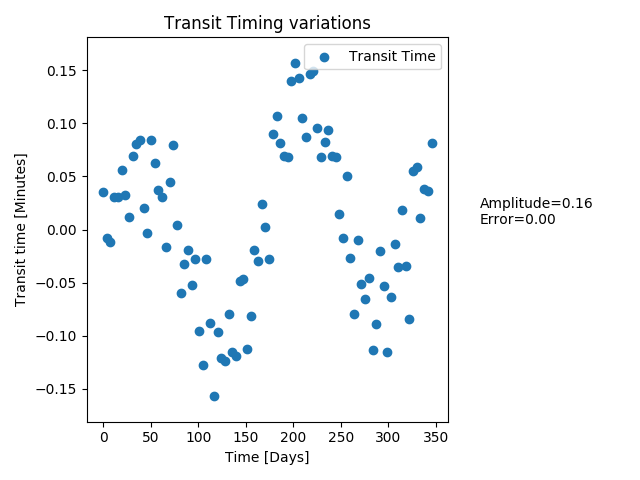 Transit Timing variations
Transit Time
Transit time [Minutes]
0.15
0.10
0.05
0.00
−0.05
−0.10
−0.15
0 50 100 150 200 250 300 350
Time [Days]
Amplitude=0.16
Error=0.00